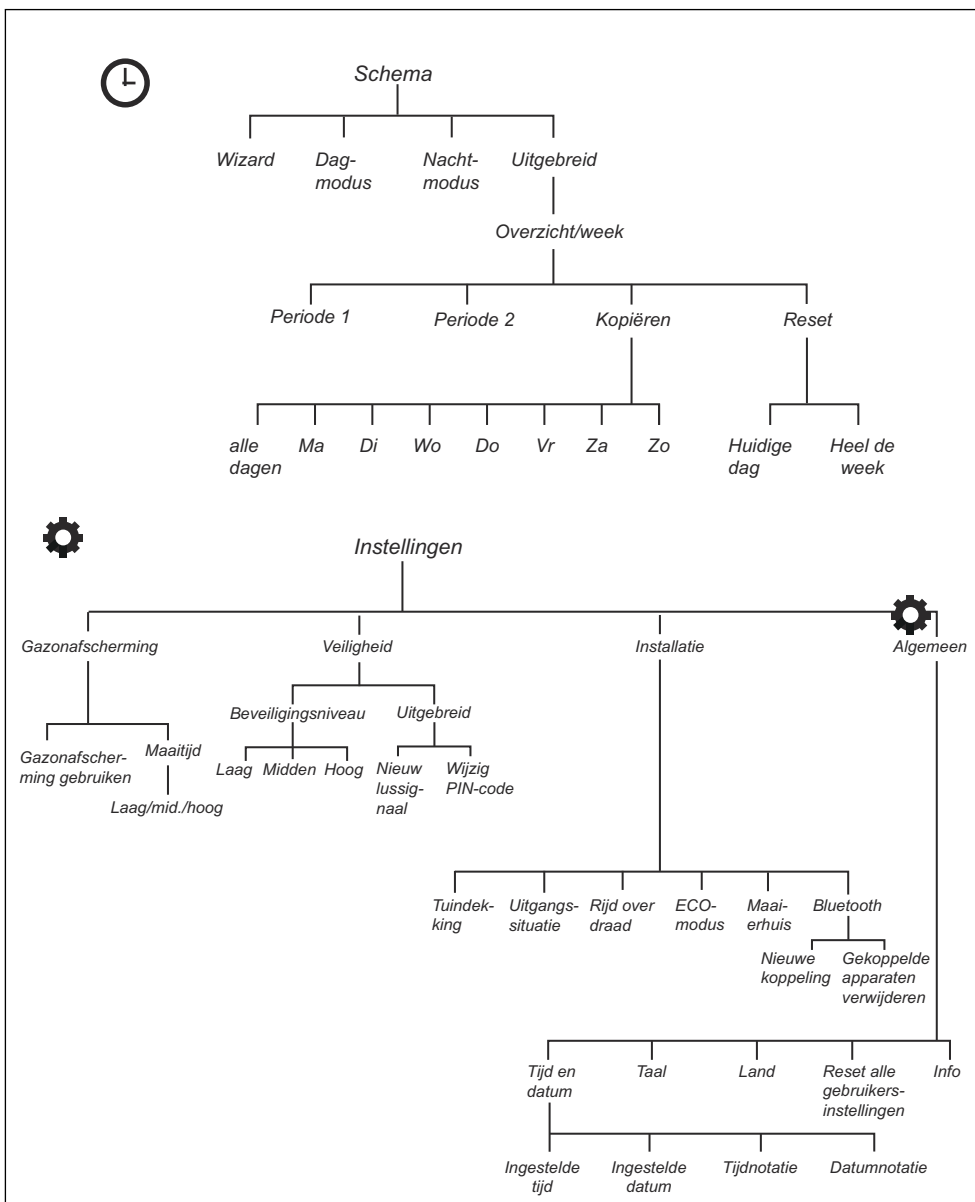 Schema
Wizard
Dag-
modus
Nacht-
modus
Uitgebreid
Overzicht/week
Periode 1
Periode 2
Kopiëren
Reset
alle
dagen
Ma
Di
Wo
Do
Vr
Za
Zo
Huidige
dag
Heel de
week
Instellingen
Gazonafscherming
Veiligheid
Installatie
Algemeen
Gazonafscher-
ming gebruiken
Maaitijd
Laag/mid./hoog
Beveiligingsniveau
Uitgebreid
Laag
Midden
Hoog
Nieuw
lussig-
naal
Wijzig
PIN-code
Tuindek-
king
Uitgangs-
situatie
Rijd over
draad
ECO-
modus
Maai-
erhuis
Bluetooth
Nieuwe
koppeling
Gekoppelde
apparaten
verwijderen
Tijd en
datum
Taal
Land
Reset alle
gebruikers-
instellingen
Info
Ingestelde
tijd
Ingestelde
datum
Tijdnotatie
Datumnotatie